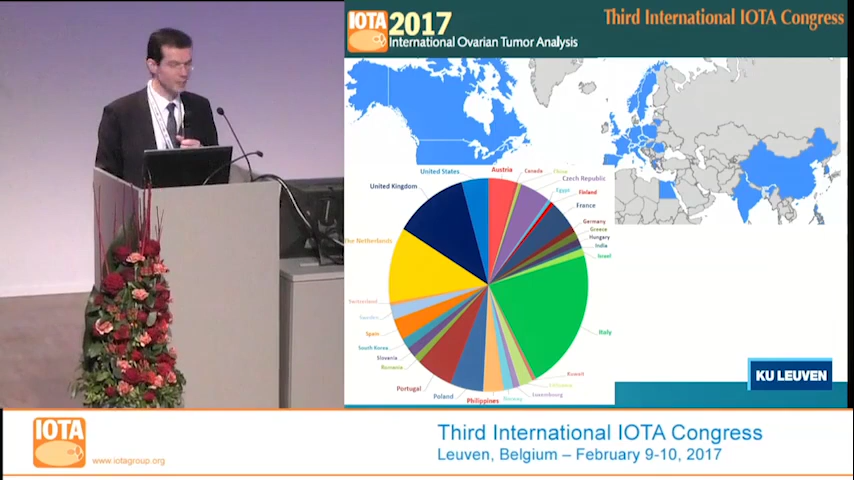 IOTA
2017
International Ovarian Tumor Analysis
Third International IOTA Congress
United States
Austria
Canada
China
Czech Republic
United Kingdom
Egypt
Finland
France
Germany
Greece
Hungary
India
Israel
The Netherlands
Italy
Switzerland
Sweden
Spain
South Korea
Slovenia
Romania
Portugal
Poland
Philippines
Norway
Luxembourg
Lithuania
Kuwait
KU LEUVEN
IOTA
www.iotagroup.org
Third International IOTA Congress
Leuven, Belgium – February 9-10, 2017